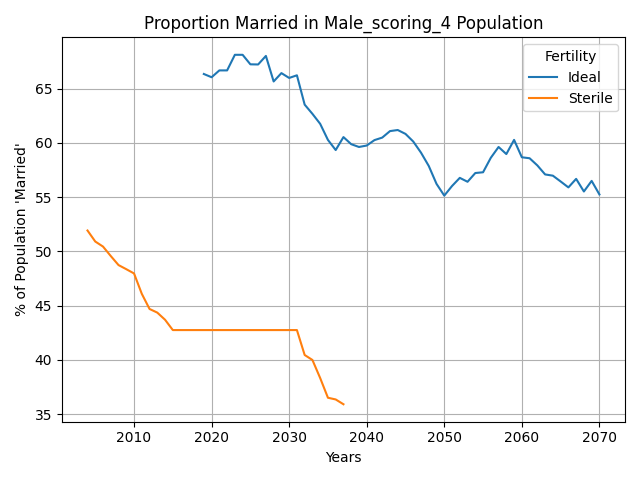 Proportion Married in Male_scoring_4 Population
Fertility
Ideal
Sterile
% of Population 'Married'
65
60
55
50
45
40
35
2010
2020
2030
2040
2050
2060
2070
Years